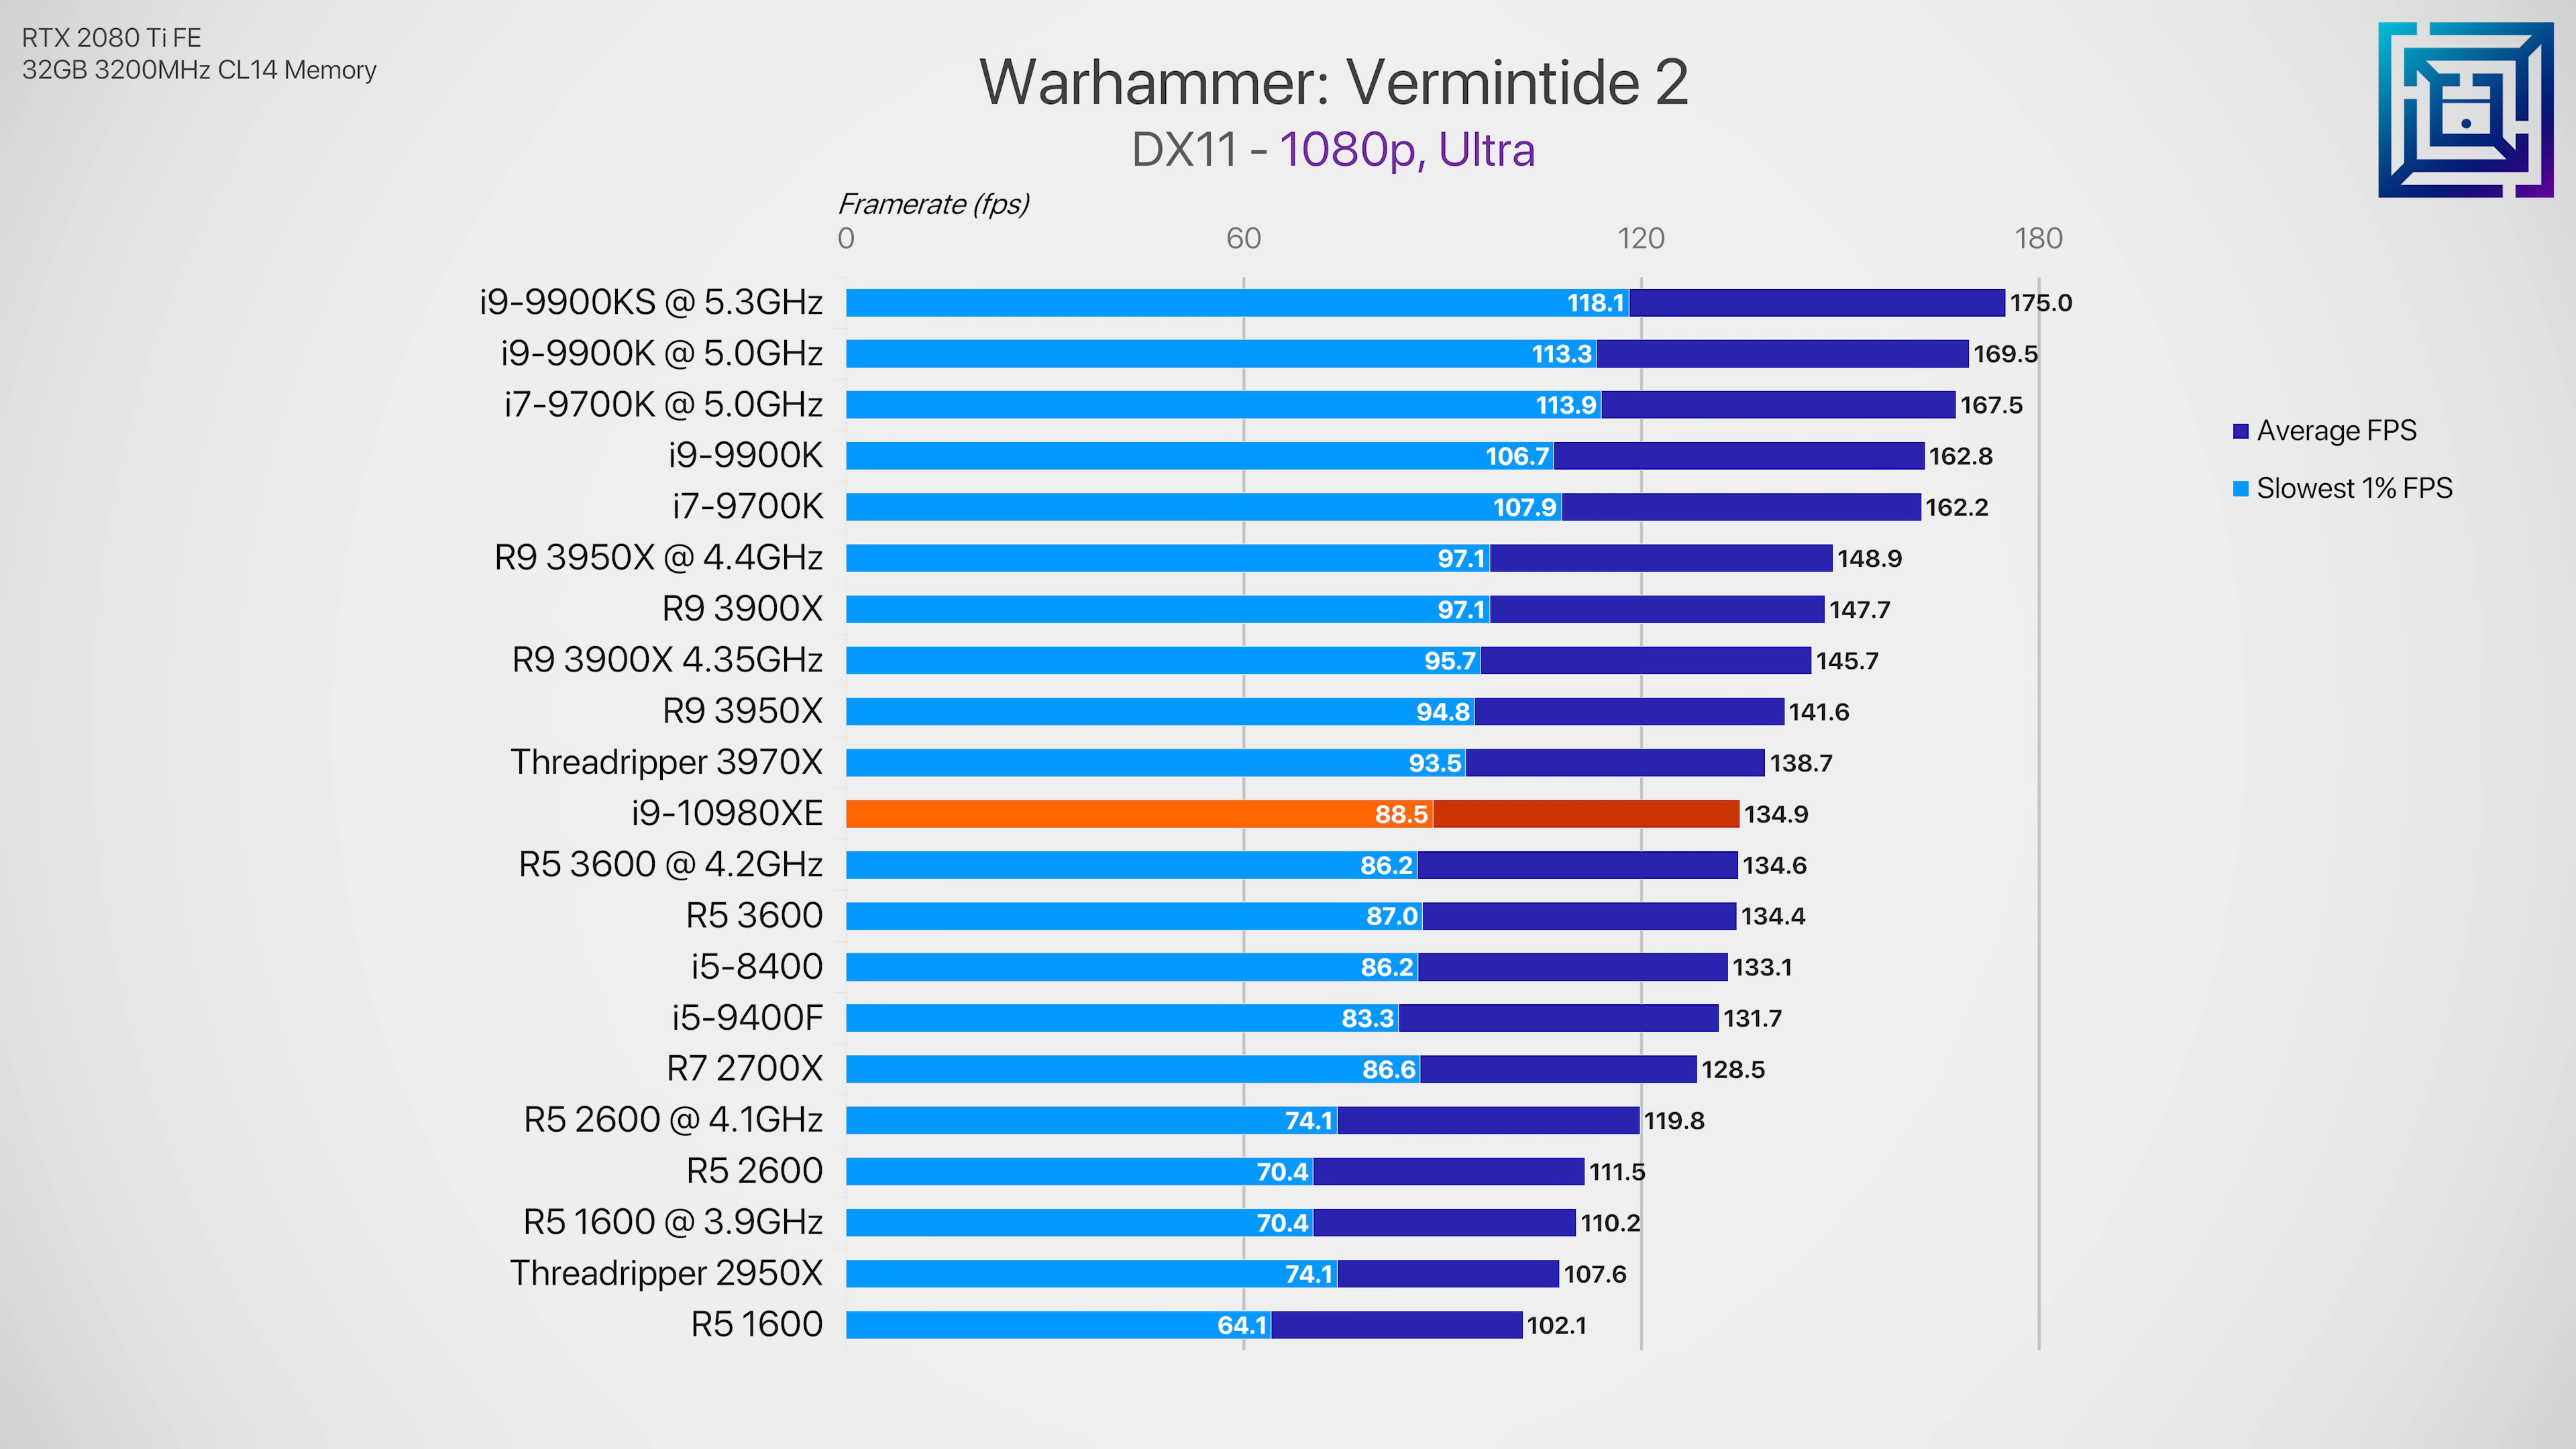 RTX 2080 Ti FE
32GB 3200MHz CL14 Memory
Warhammer: Vermintide 2
DX11 - 1080p, Ultra
Framerate (fps)
0 60 120 180
i9-9900KS @ 5.3GHz 118.1 175.0
i9-9900K @ 5.0GHz 113.3 169.5
i7-9700K @ 5.0GHz 113.9 167.5
i9-9900K 106.7 162.8
i7-9700K 107.9 162.2
R9 3950X @ 4.4GHz 97.1 148.9
R9 3900X 97.1 147.7
R9 3900X 4.35GHz 95.7 145.7
R9 3950X 94.8 141.6
Threadripper 3970X 93.5 138.7
i9-10980XE 88.5 134.9
R5 3600 @ 4.2GHz 86.2 134.6
R5 3600 87.0 134.4
i5-8400 86.2 133.1
i5-9400F 83.3 131.7
R7 2700X 86.6 128.5
R5 2600 @ 4.1GHz 74.1 119.8
R5 2600 70.4 111.5
R5 1600 @ 3.9GHz 70.4 110.2
Threadripper 2950X 74.1 107.6
R5 1600 64.1 102.1
Average FPS
Slowest 1% FPS